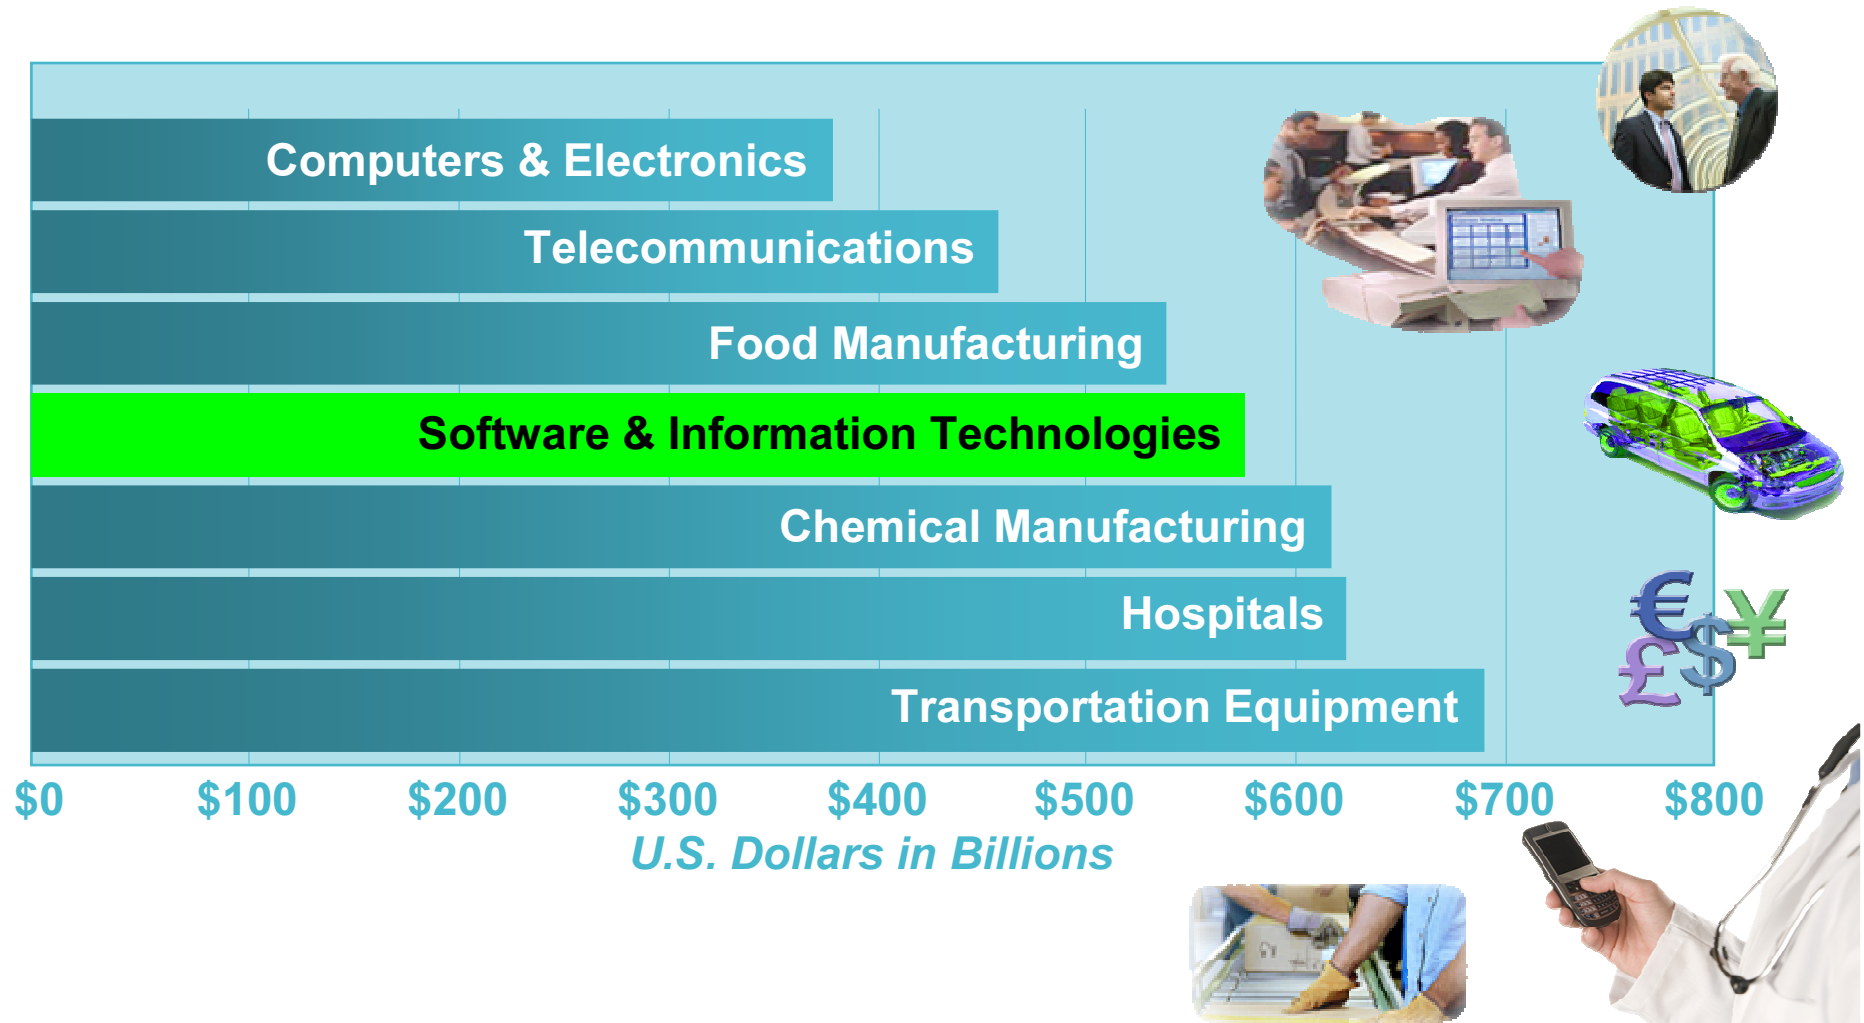 Computers & Electronics
Telecommunications
Food Manufacturing
Software & Information Technologies
Chemical Manufacturing
Hospitals
Transportation Equipment
$0 $100 $200 $300 $400 $500 $600 $700 $800
U.S. Dollars in Billions
€ $ ¥
£